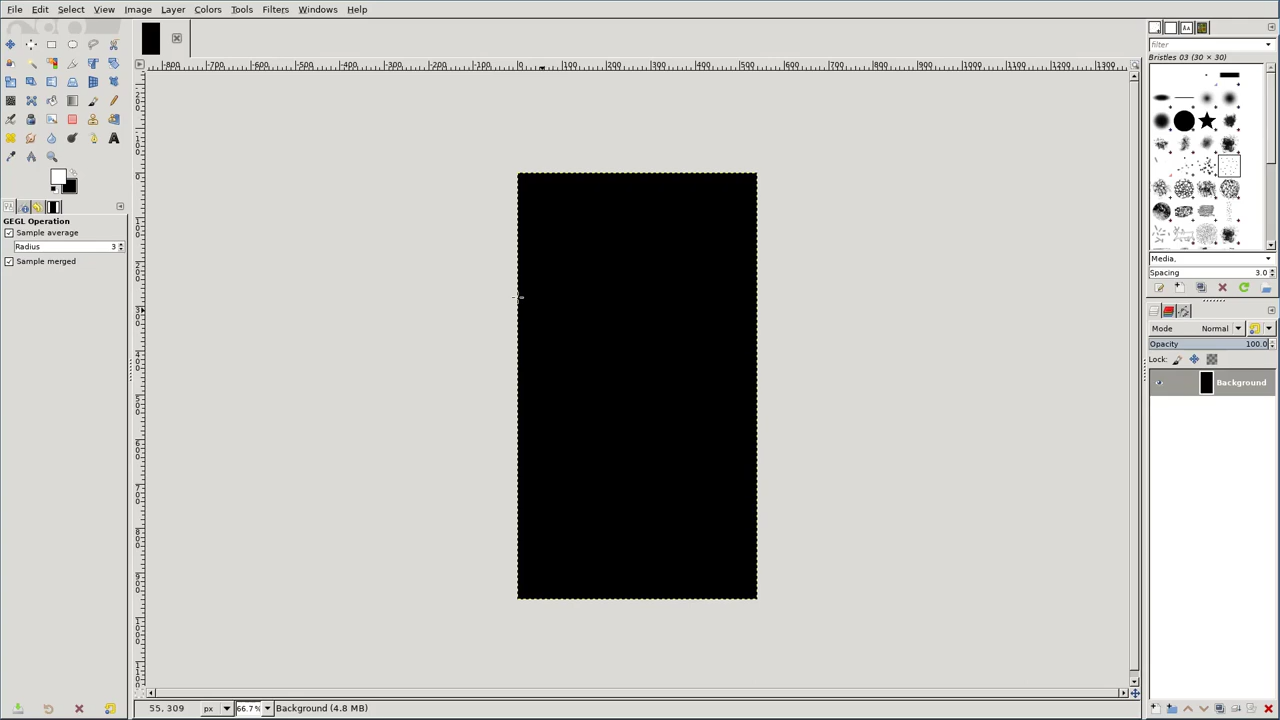 File Edit Select View Image Layer Colors Tools Filters Windows Help
GEGL Operation
Sample average
Radius 3
Sample merged
filter
Bristles 03 (30 × 30)
Media,
Spacing 3.0
Mode Normal
Opacity 100.0
Lock:
Background
55, 309 px 66.7% Background (4.8 MB)